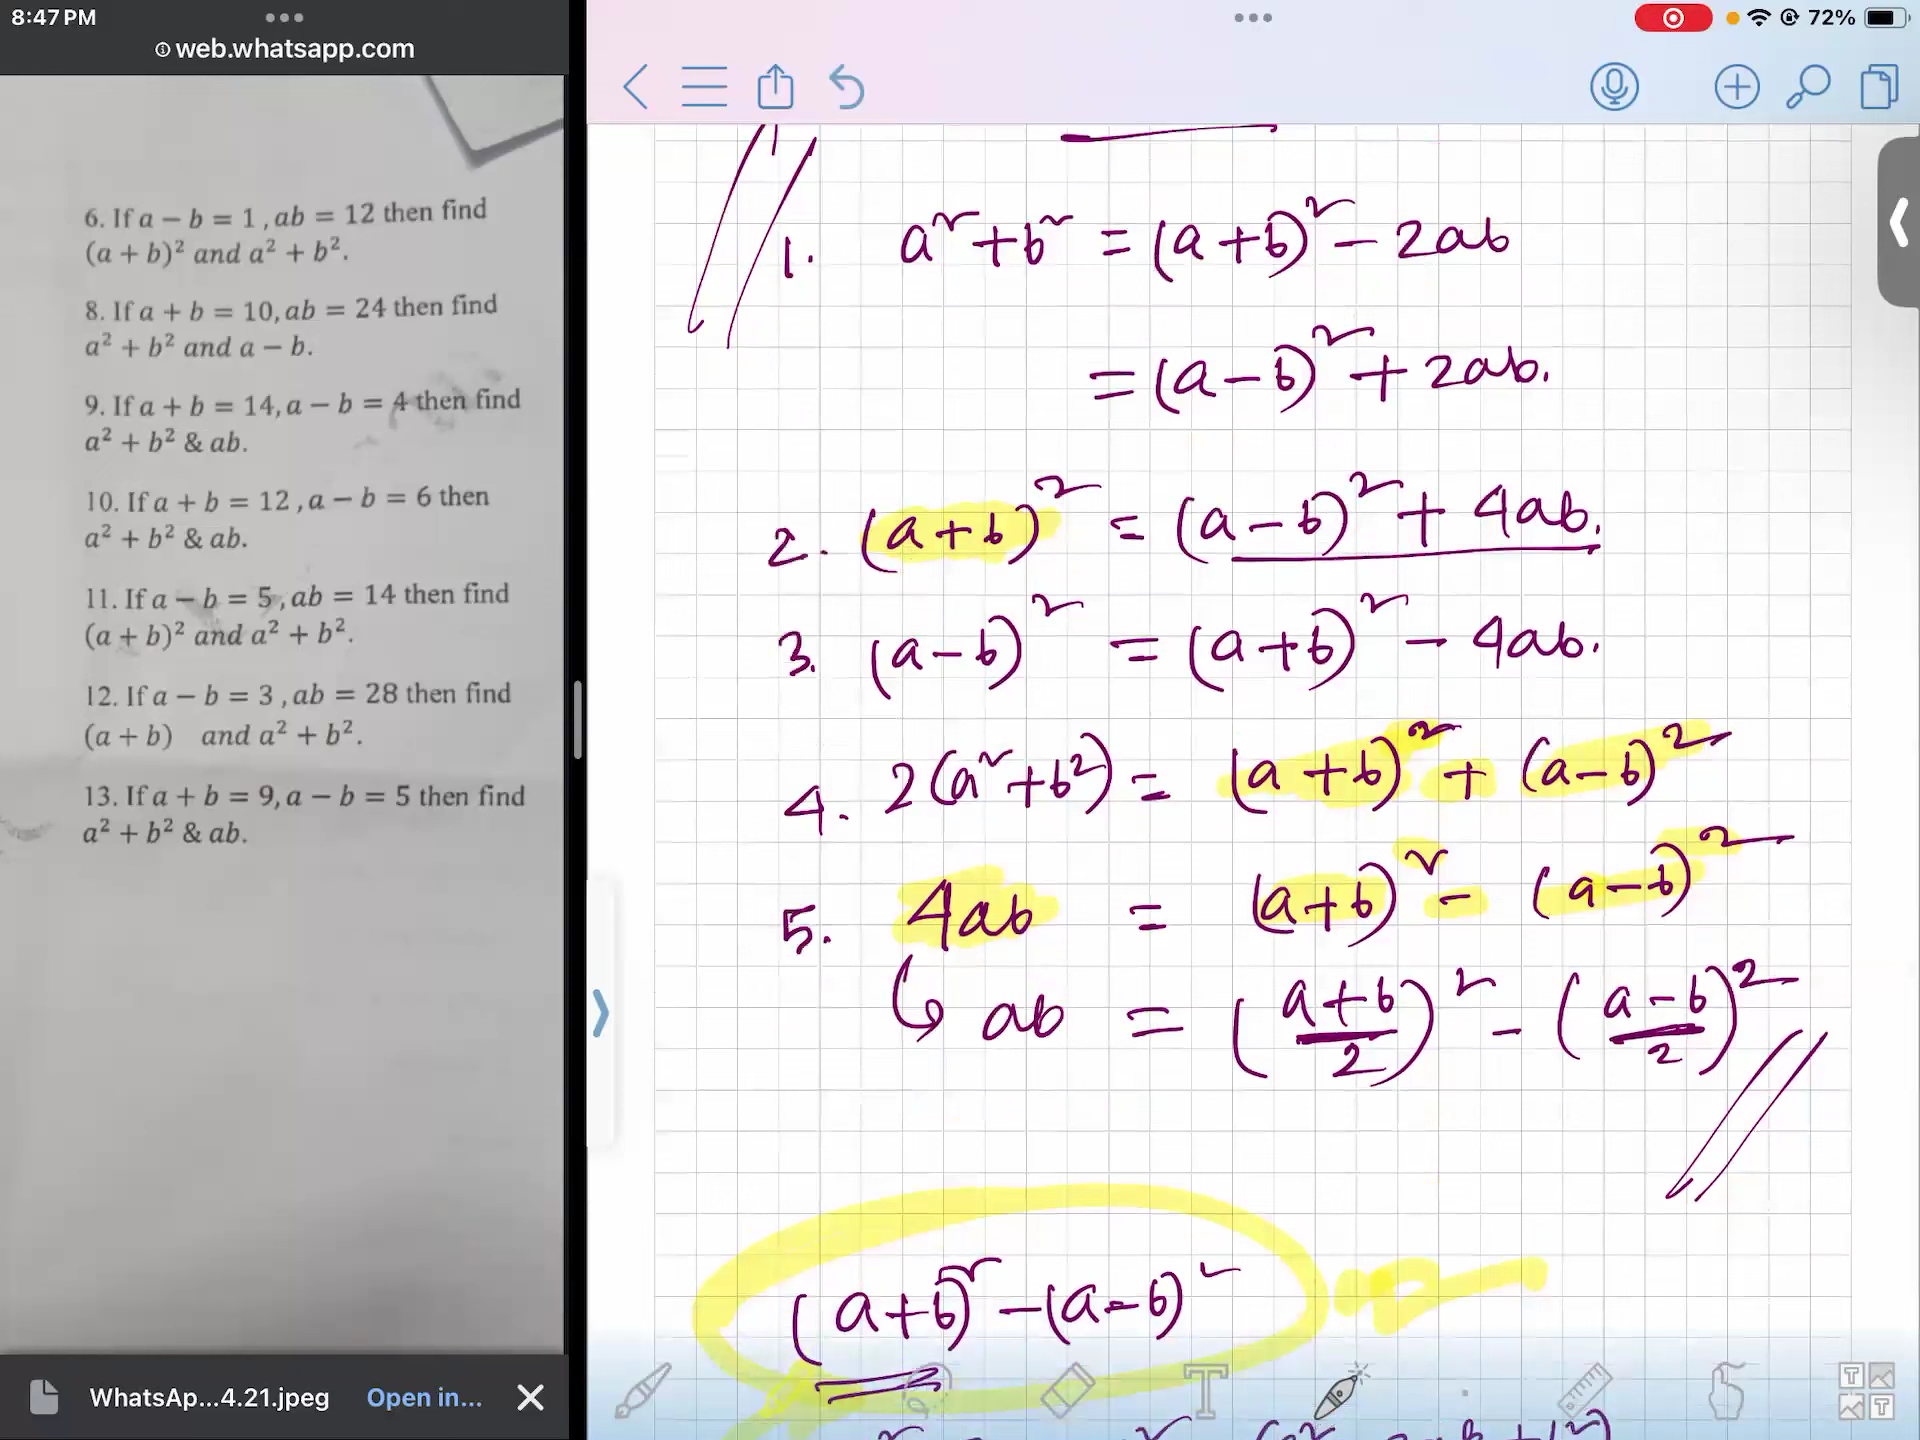 8:47 PM
web.whatsapp.com
72%
6. If a − b = 1 , ab = 12 then find
(a + b)² and a² + b².
8. If a + b = 10, ab = 24 then find
a² + b² and a − b.
9. If a + b = 14, a − b = 4 then find
a² + b² & ab.
10. If a + b = 12 , a − b = 6 then
a² + b² & ab.
11. If a − b = 5 , ab = 14 then find
(a + b)² and a² + b².
12. If a − b = 3 , ab = 28 then find
(a + b) and a² + b².
13. If a + b = 9, a − b = 5 then find
a² + b² & ab.
WhatsAp...4.21.jpeg
Open in...
1. a² + b² = (a + b)² − 2ab
= (a − b)² + 2ab.
2. (a + b)² = (a − b)² + 4ab.
3. (a − b)² = (a + b)² − 4ab.
4. 2(a² + b²) = (a + b)² + (a − b)²
5. 4ab = (a + b)² − (a − b)²
ab = ((a + b)/2)² − ((a − b)/2)²
(a + b)² − (a − b)²